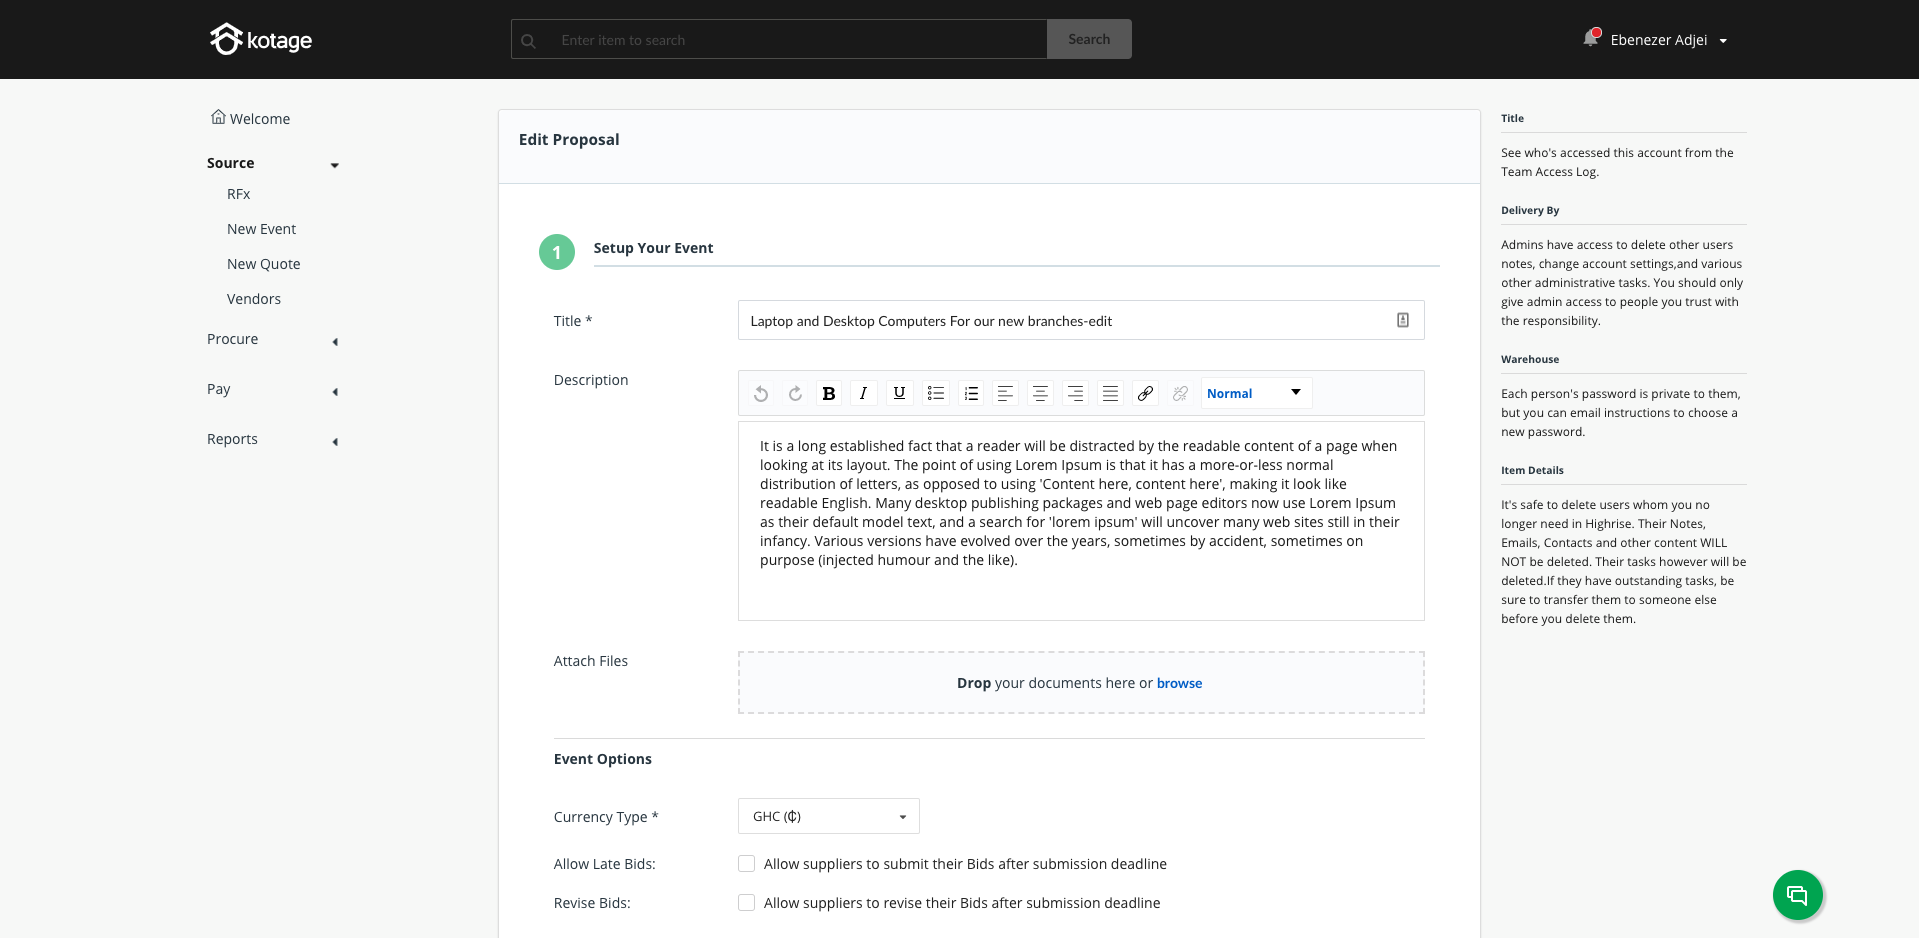 kotage
Enter item to search
Search
Ebenezer Adjei
Welcome
Source
RFx
New Event
New Quote
Vendors
Procure
Pay
Reports
Edit Proposal
1
Setup Your Event
Title *
Laptop and Desktop Computers For our new branches-edit
Description
B I U
Normal
It is a long established fact that a reader will be distracted by the readable content of a page when
looking at its layout. The point of using Lorem Ipsum is that it has a more-or-less normal
distribution of letters, as opposed to using 'Content here, content here', making it look like
readable English. Many desktop publishing packages and web page editors now use Lorem Ipsum
as their default model text, and a search for 'lorem ipsum' will uncover many web sites still in their
infancy. Various versions have evolved over the years, sometimes by accident, sometimes on
purpose (injected humour and the like).
Attach Files
Drop your documents here or browse
Event Options
Currency Type *
GHC (₵)
Allow Late Bids:
Allow suppliers to submit their Bids after submission deadline
Revise Bids:
Allow suppliers to revise their Bids after submission deadline
Title
See who's accessed this account from the
Team Access Log.
Delivery By
Admins have access to delete other users
notes, change account settings,and various
other administrative tasks. You should only
give admin access to people you trust with
the responsibility.
Warehouse
Each person's password is private to them,
but you can email instructions to choose a
new password.
Item Details
It's safe to delete users whom you no
longer need in Highrise. Their Notes,
Emails, Contacts and other content WILL
NOT be deleted. Their tasks however will be
deleted.If they have outstanding tasks, be
sure to transfer them to someone else
before you delete them.